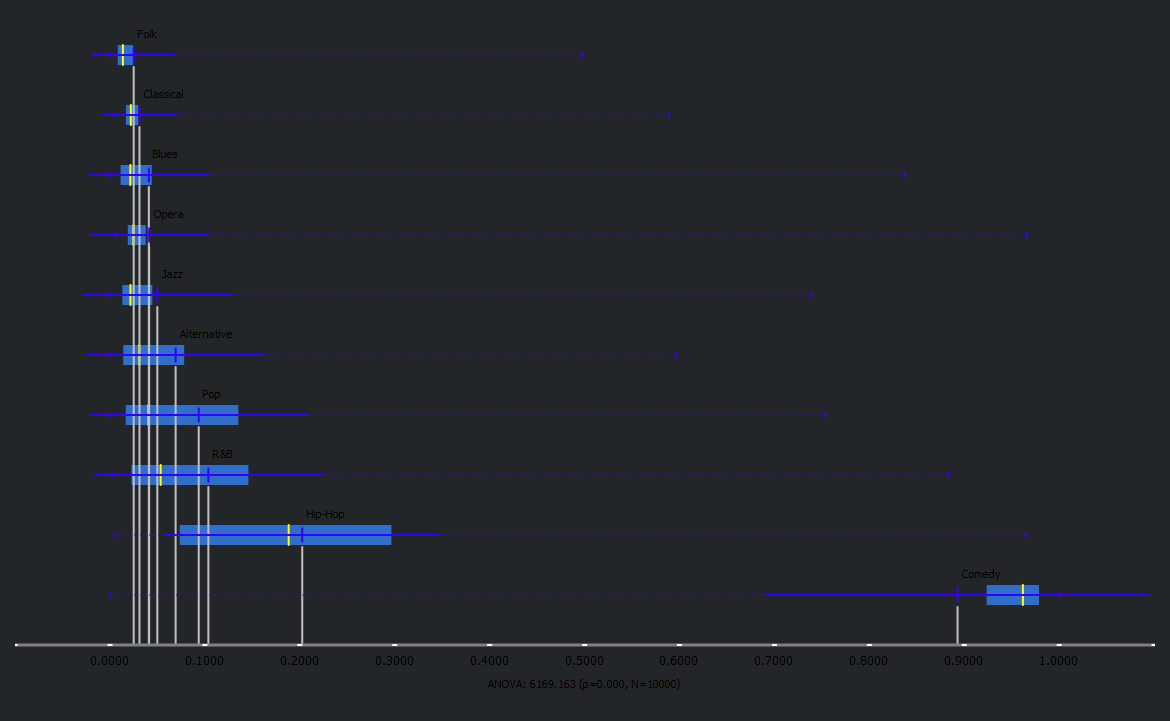 Folk
Classical
Blues
Opera
Jazz
Alternative
Pop
R&B
Hip-Hop
Comedy
0.0000 0.1000 0.2000 0.3000 0.4000 0.5000 0.6000 0.7000 0.8000 0.9000 1.0000
ANOVA: 6169.163 (p=0.000, N=10000)